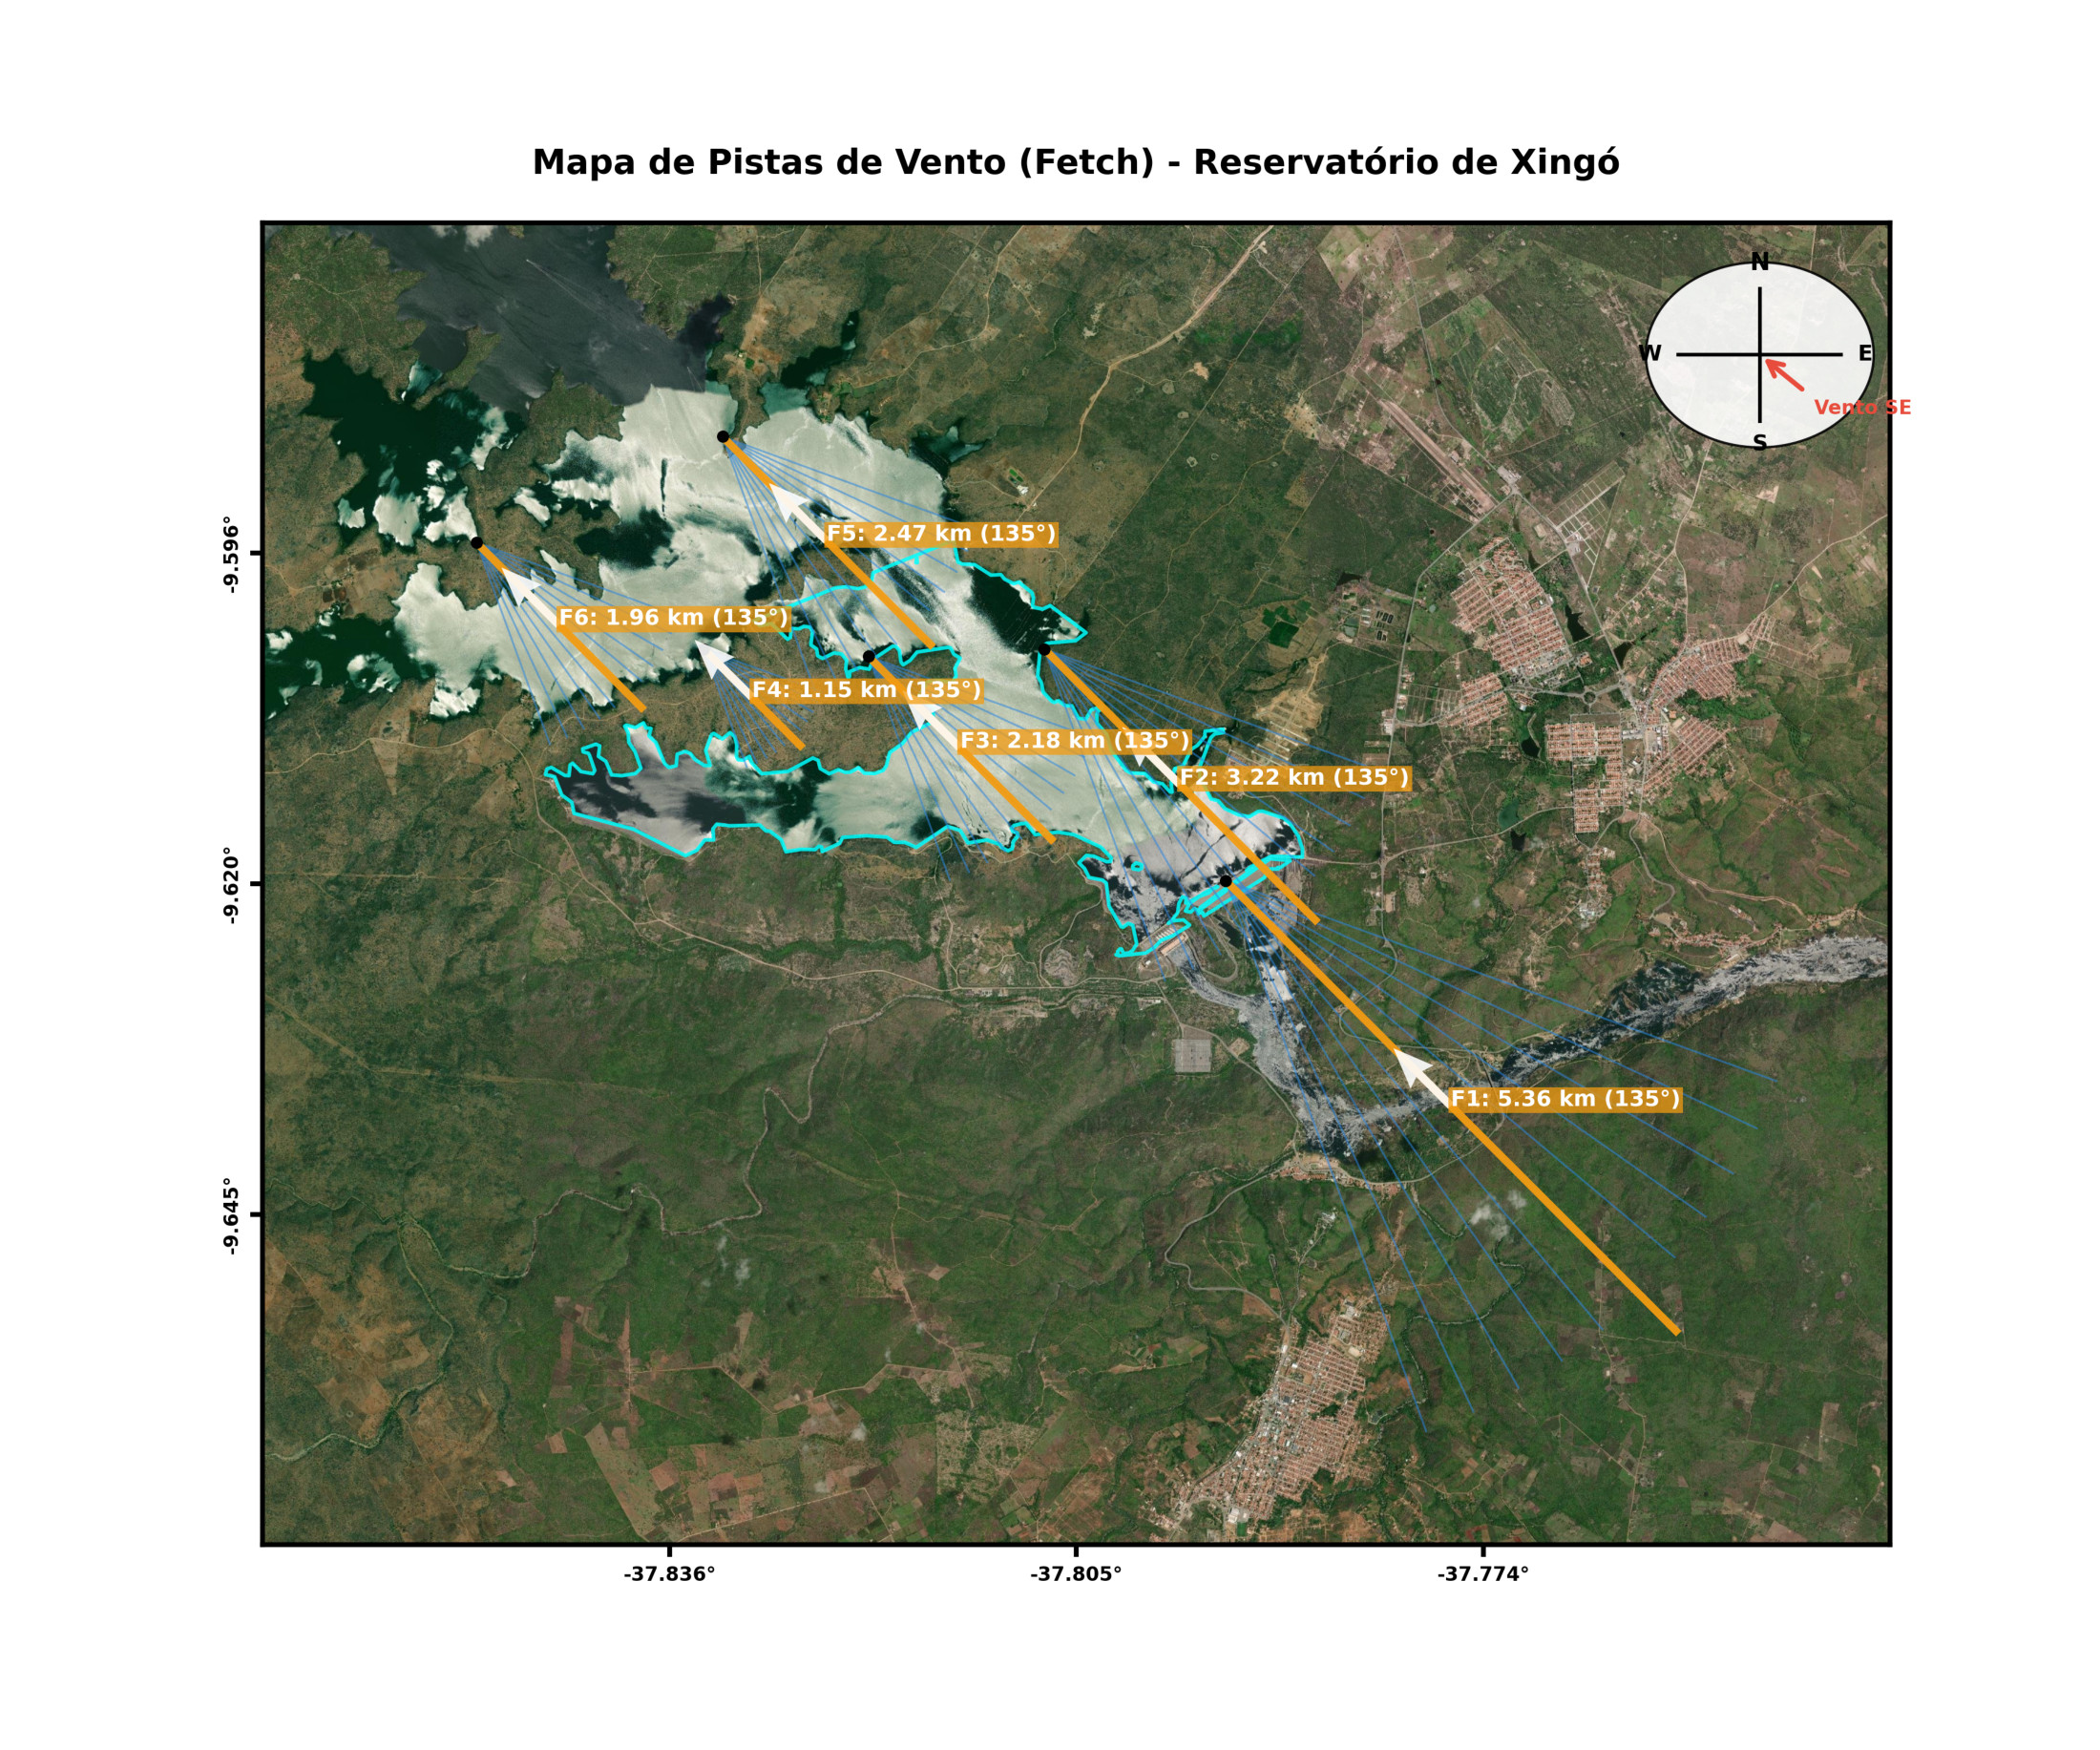 Mapa de Pistas de Vento (Fetch) - Reservatório de Xingó
N
W
E
Vento SE
S
F5: 2.47 km (135°)
-9.596°
F6: 1.96 km (135°)
F4: 1.15 km (135°)
F3: 2.18 km (135°)
F2: 3.22 km (135°)
-9.620°
F1: 5.36 km (135°)
-9.645°
-37.836°
-37.805°
-37.774°